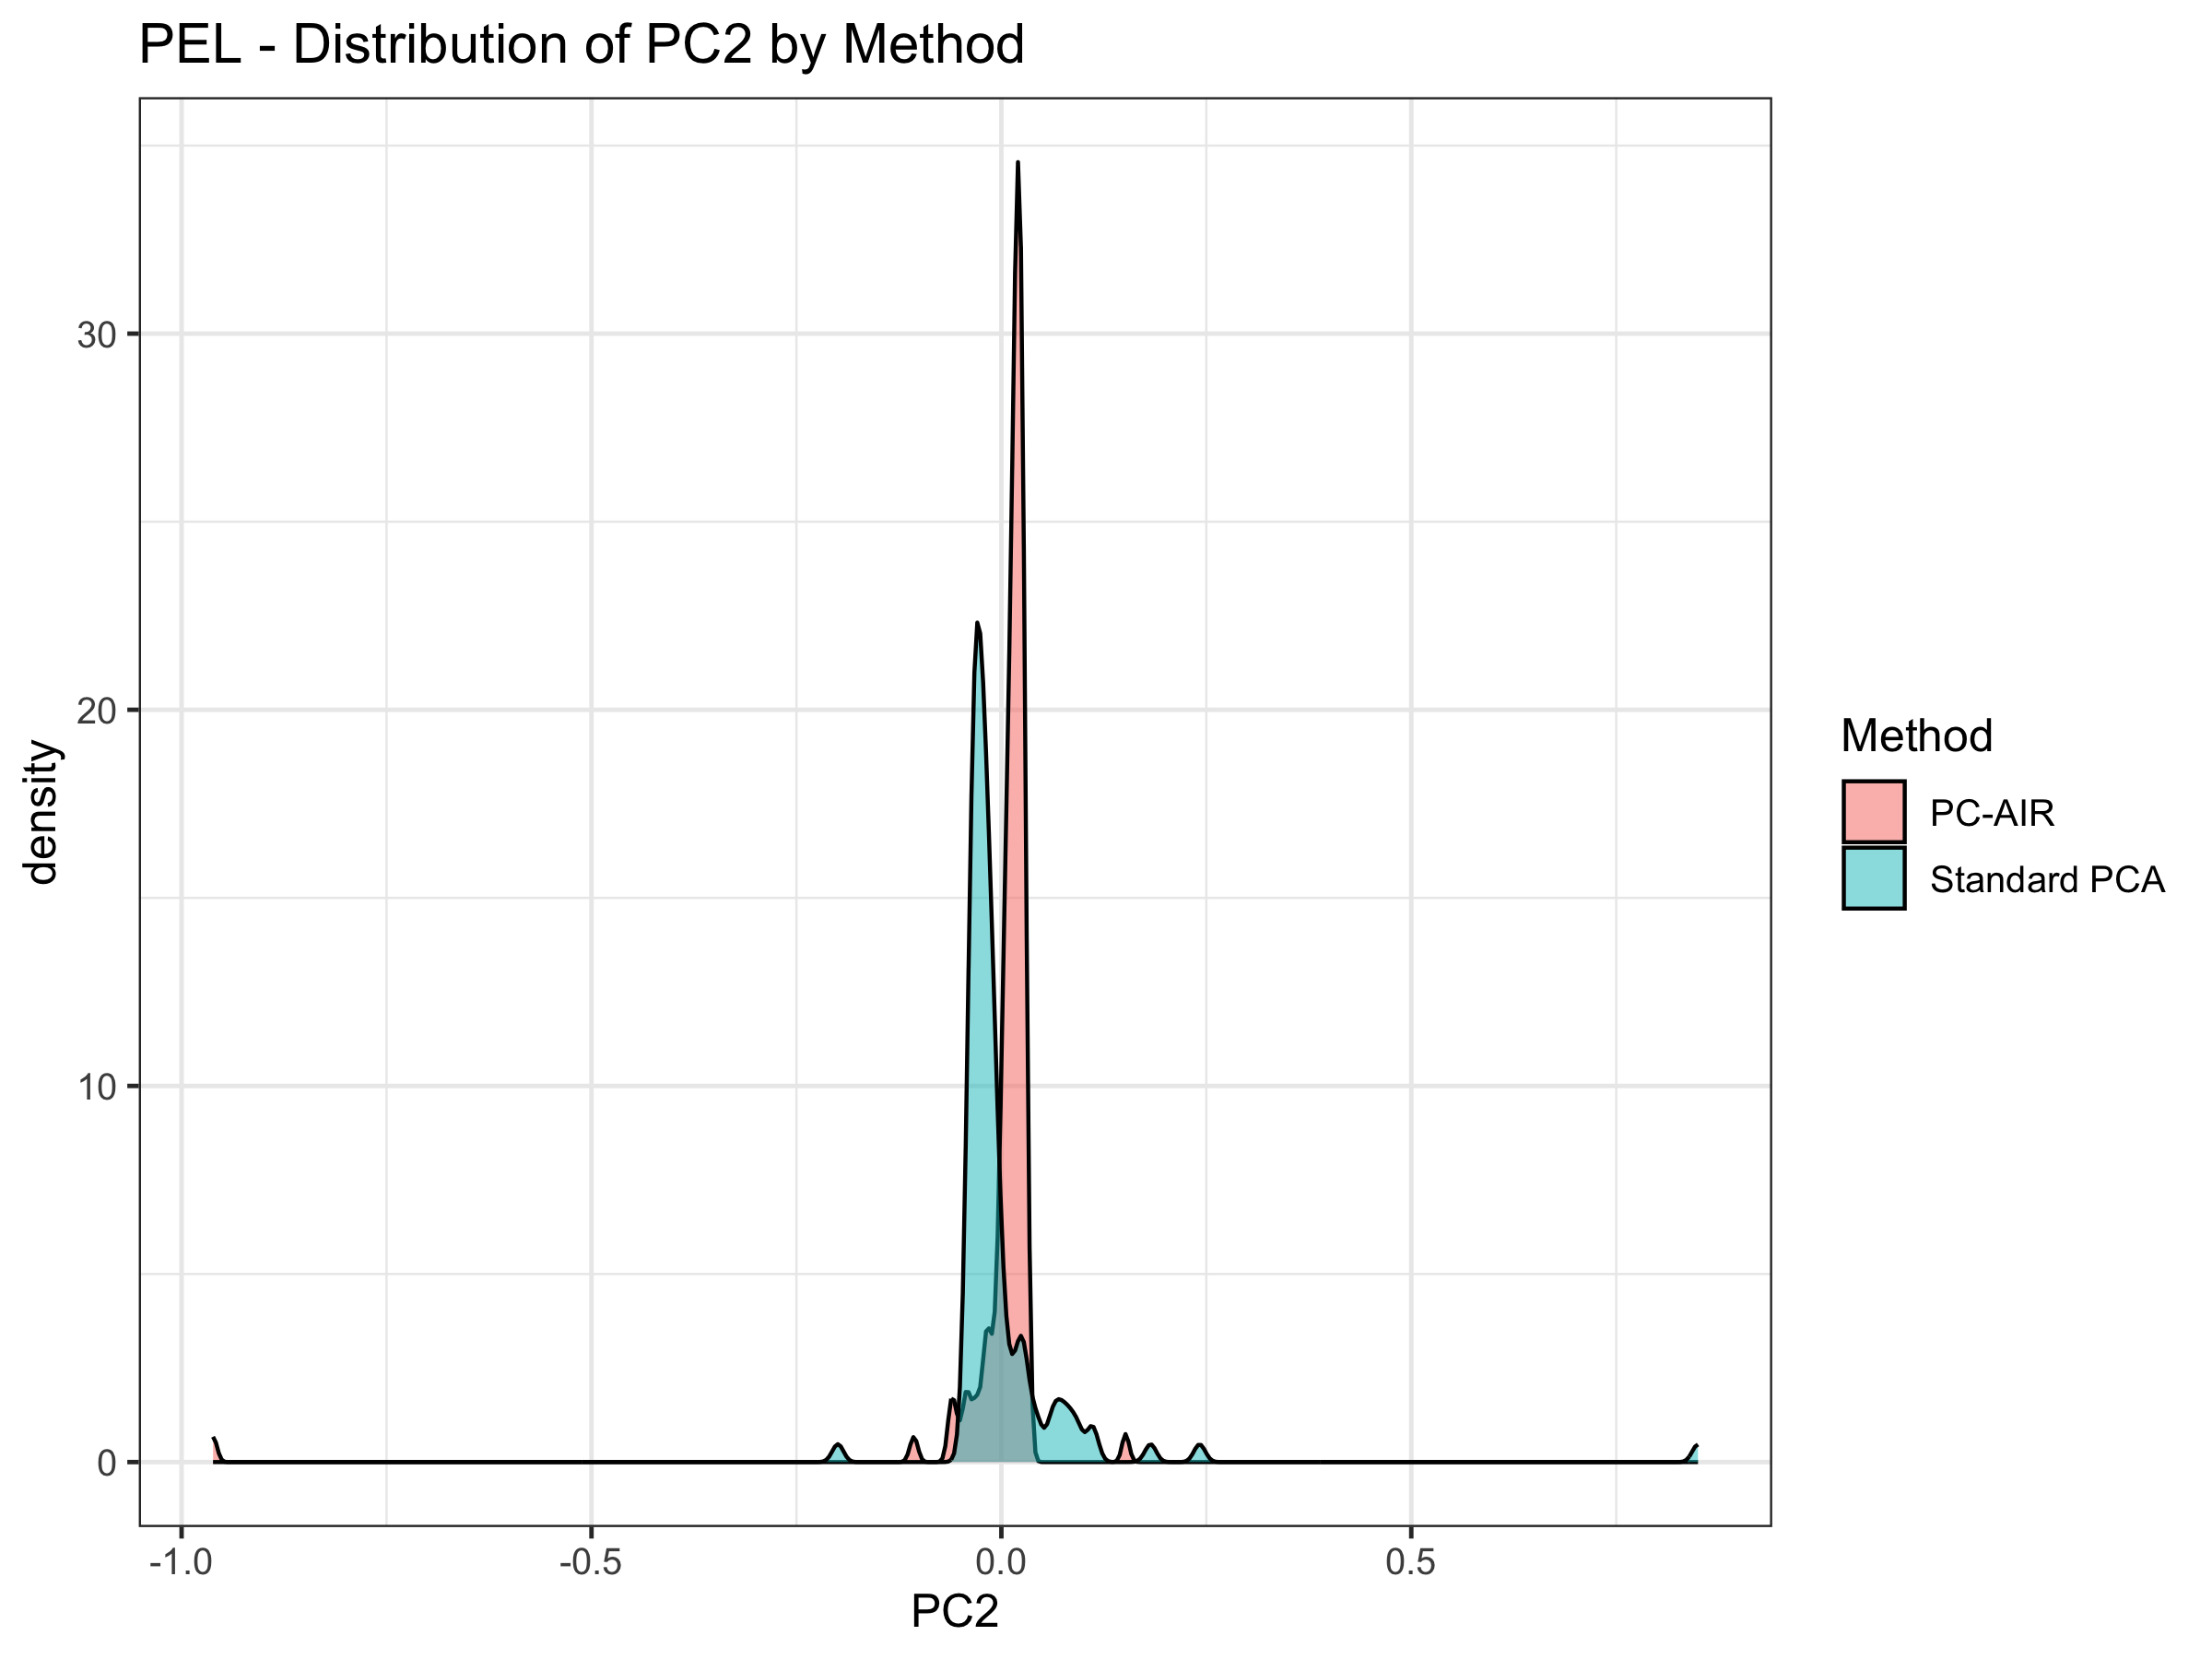 PEL - Distribution of PC2 by Method
30
20
10
0
density
-1.0
-0.5
0.0
0.5
PC2
Method
PC-AIR
Standard PCA